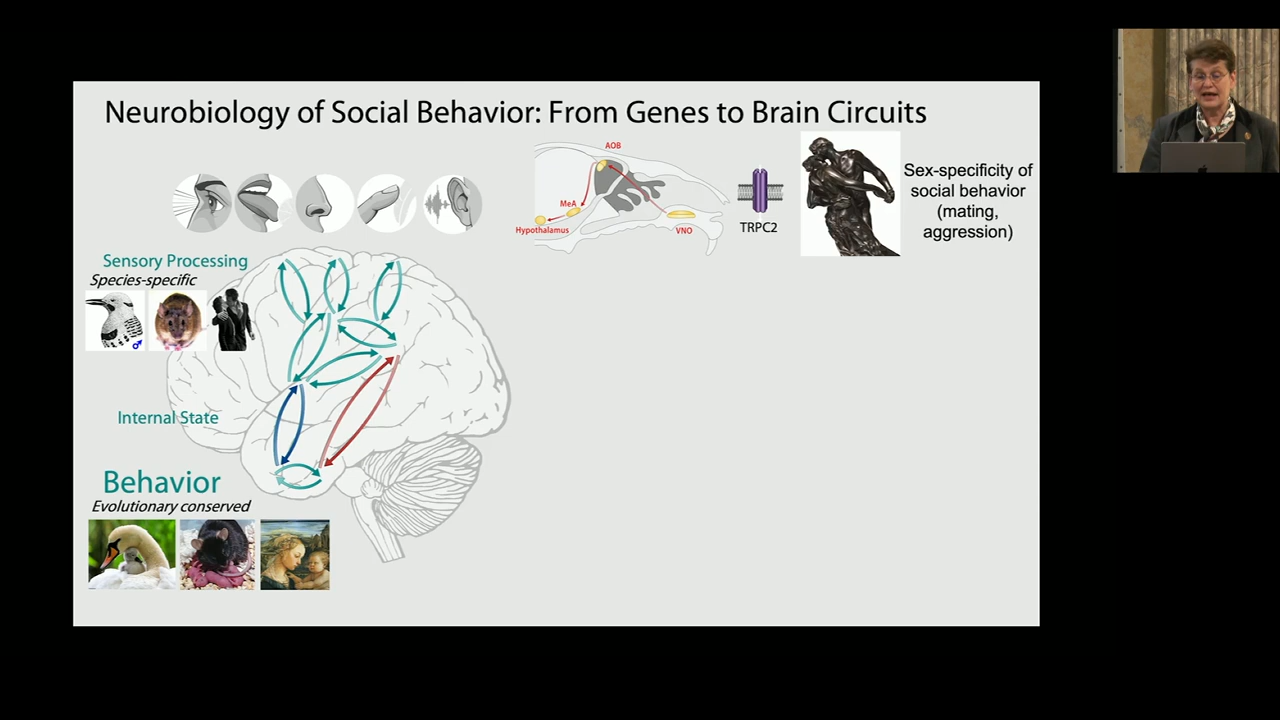 Neurobiology of Social Behavior: From Genes to Brain Circuits
AOB
MeA
Hypothalamus
VNO
TRPC2
Sex-specificity of
social behavior
(mating,
aggression)
Sensory Processing
Species-specific
♂
Internal State
Behavior
Evolutionary conserved